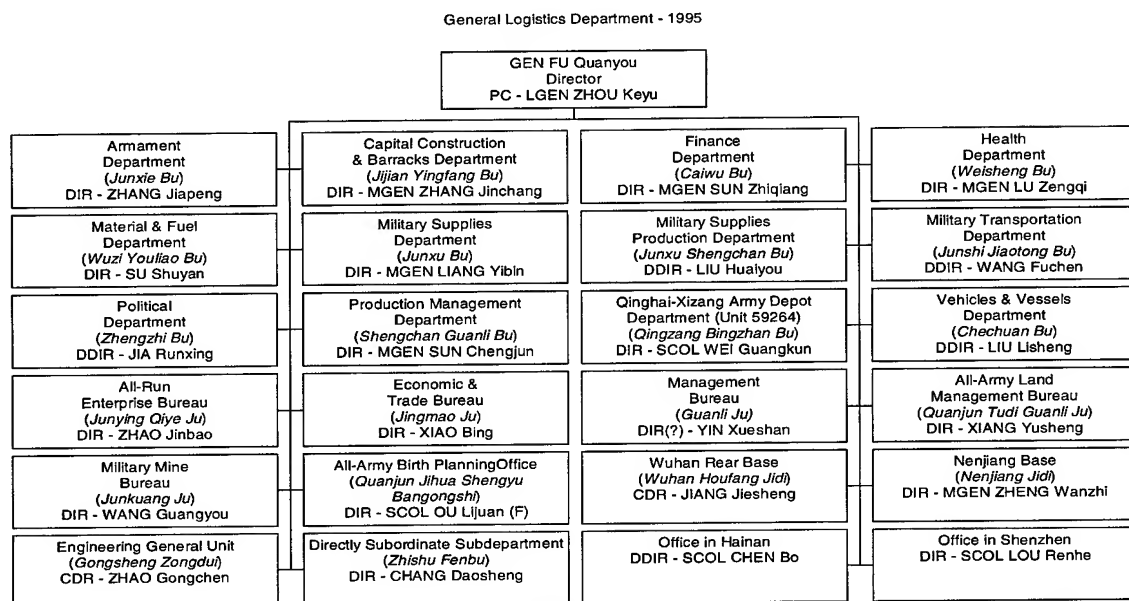 General Logistics Department - 1995
GEN FU Quanyou
Director
PC - LGEN ZHOU Keyu
Armament
Department
(Junxie Bu)
DIR - ZHANG Jiapeng
Capital Construction
& Barracks Department
(Jijian Yingfang Bu)
DIR - MGEN ZHANG Jinchang
Finance
Department
(Caiwu Bu)
DIR - MGEN SUN Zhiqiang
Health
Department
(Weisheng Bu)
DIR - MGEN LU Zengqi
Material & Fuel
Department
(Wuzi Youliao Bu)
DIR - SU Shuyan
Military Supplies
Department
(Junxu Bu)
DIR - MGEN LIANG Yibin
Military Supplies
Production Department
(Junxu Shengchan Bu)
DDIR - LIU Huaiyou
Military Transportation
Department
(Junshi Jiaotong Bu)
DDIR - WANG Fuchen
Political
Department
(Zhengzhi Bu)
DDIR - JIA Runxing
Production Management
Department
(Shengchan Guanli Bu)
DIR - MGEN SUN Chengjun
Qinghai-Xizang Army Depot
Department (Unit 59264)
(Qingzang Bingzhan Bu)
DIR - SCOL WEI Guangkun
Vehicles & Vessels
Department
(Chechuan Bu)
DDIR - LIU Lisheng
All-Run
Enterprise Bureau
(Junying Qiye Ju)
DIR - ZHAO Jinbao
Economic &
Trade Bureau
(Jingmao Ju)
DIR - XIAO Bing
Management
Bureau
(Guanli Ju)
DIR(?) - YIN Xueshan
All-Army Land
Management Bureau
(Quanjun Tudi Guanli Ju)
DIR - XIANG Yusheng
Military Mine
Bureau
(Junkuang Ju)
DIR - WANG Guangyou
All-Army Birth PlanningOffice
(Quanjun Jihua Shengyu
Bangongshi)
DIR - SCOL OU Lijuan (F)
Wuhan Rear Base
(Wuhan Houfang Jidi)
CDR - JIANG Jiesheng
Nenjiang Base
(Nenjiang Jidi)
DIR - MGEN ZHENG Wanzhi
Engineering General Unit
(Gongsheng Zongdui)
CDR - ZHAO Gongchen
Directly Subordinate Subdepartment
(Zhishu Fenbu)
DIR - CHANG Daosheng
Office in Hainan
DDIR - SCOL CHEN Bo
Office in Shenzhen
DIR - SCOL LOU Renhe